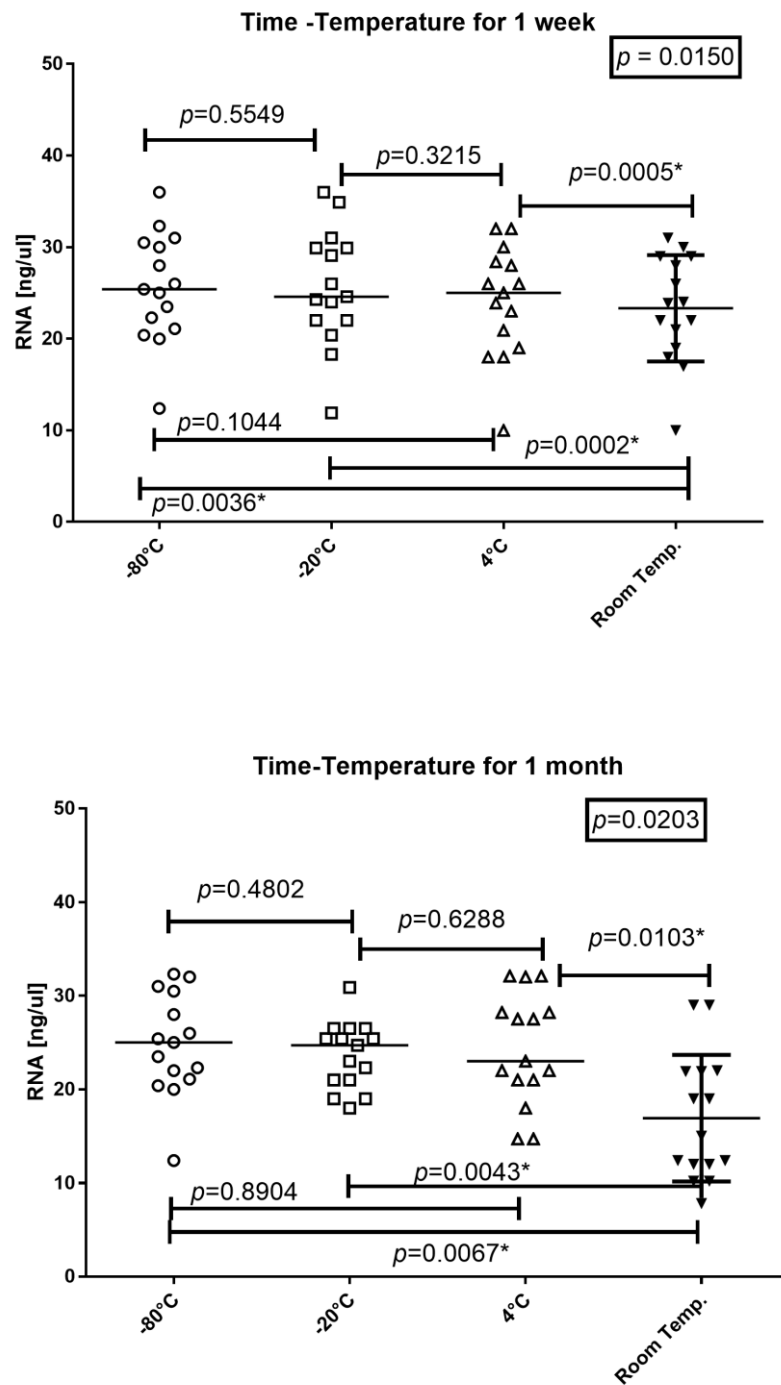 Time -Temperature for 1 week
p = 0.0150
50
p=0.5549
p=0.3215
p=0.0005*
40
30
RNA [ng/ul]
20
10
p=0.1044
p=0.0002*
p=0.0036*
0
-80°C
-20°C
4°C
Room Temp.
Time-Temperature for 1 month
50
p=0.0203
p=0.4802
p=0.6288
p=0.0103*
40
30
RNA [ng/ul]
20
10
p=0.8904
p=0.0043*
p=0.0067*
0
-80°C
-20°C
4°C
Room Temp.